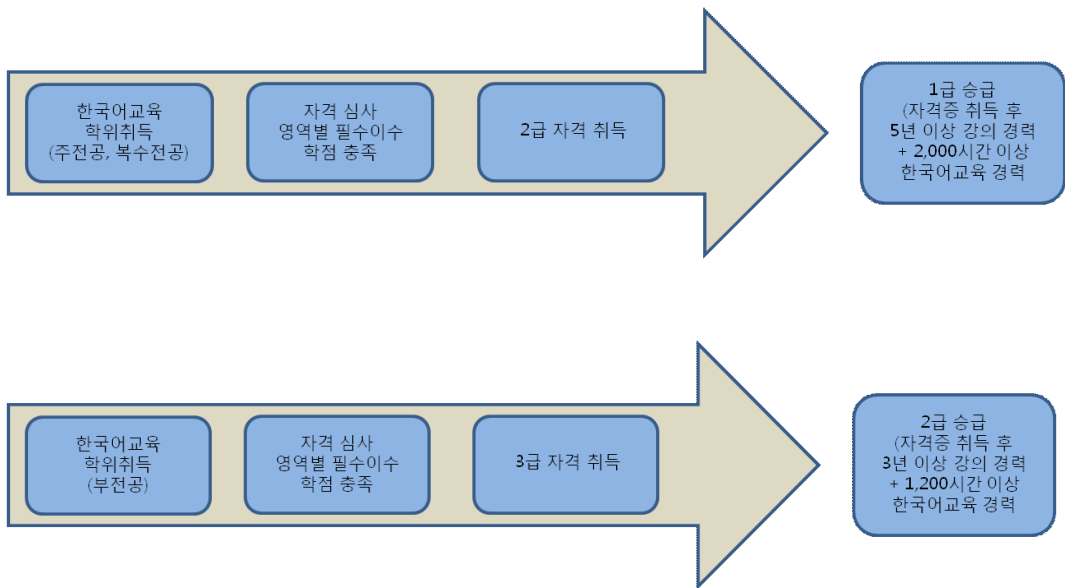 한국어교육
학위취득
(주전공, 복수전공)
자격 심사
영역별 필수이수
학점 충족
2급 자격 취득
1급 승급
(자격증 취득 후
5년 이상 강의 경력
+ 2,000시간 이상
한국어교육 경력
한국어교육
학위취득
(부전공)
자격 심사
영역별 필수이수
학점 충족
3급 자격 취득
2급 승급
(자격증 취득 후
3년 이상 강의 경력
+ 1,200시간 이상
한국어교육 경력